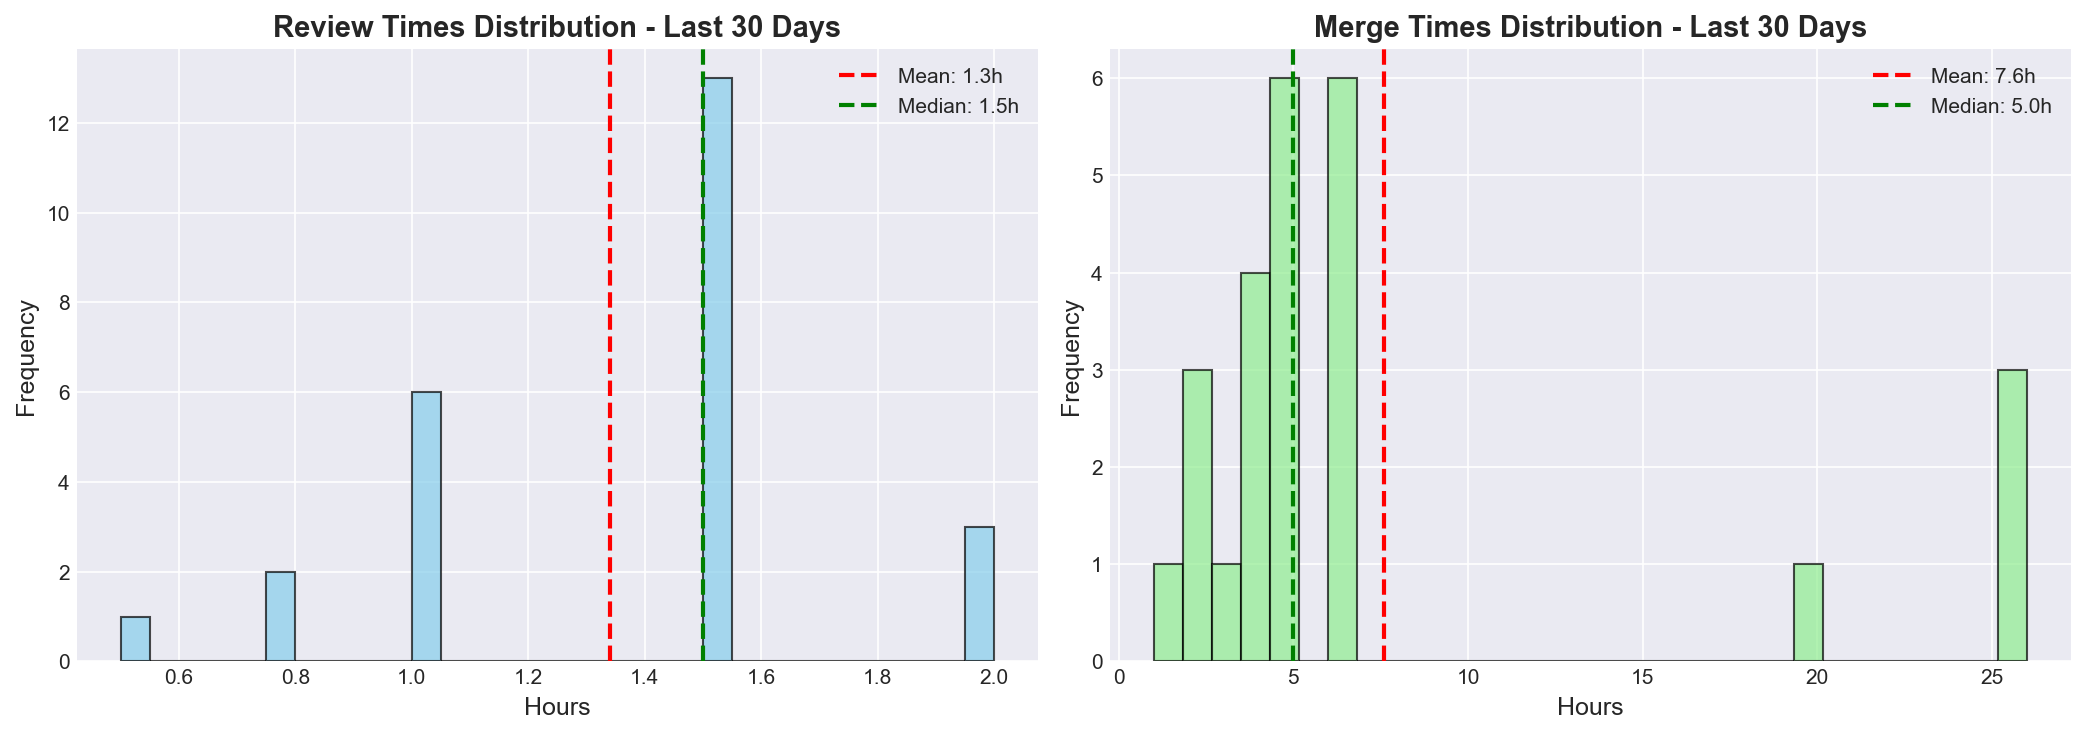 Review Times Distribution - Last 30 Days
Mean: 1.3h
Median: 1.5h
Frequency
12
10
8
6
4
2
0
0.6 0.8 1.0 1.2 1.4 1.6 1.8 2.0
Hours
Merge Times Distribution - Last 30 Days
Mean: 7.6h
Median: 5.0h
Frequency
6
5
4
3
2
1
0
0 5 10 15 20 25
Hours